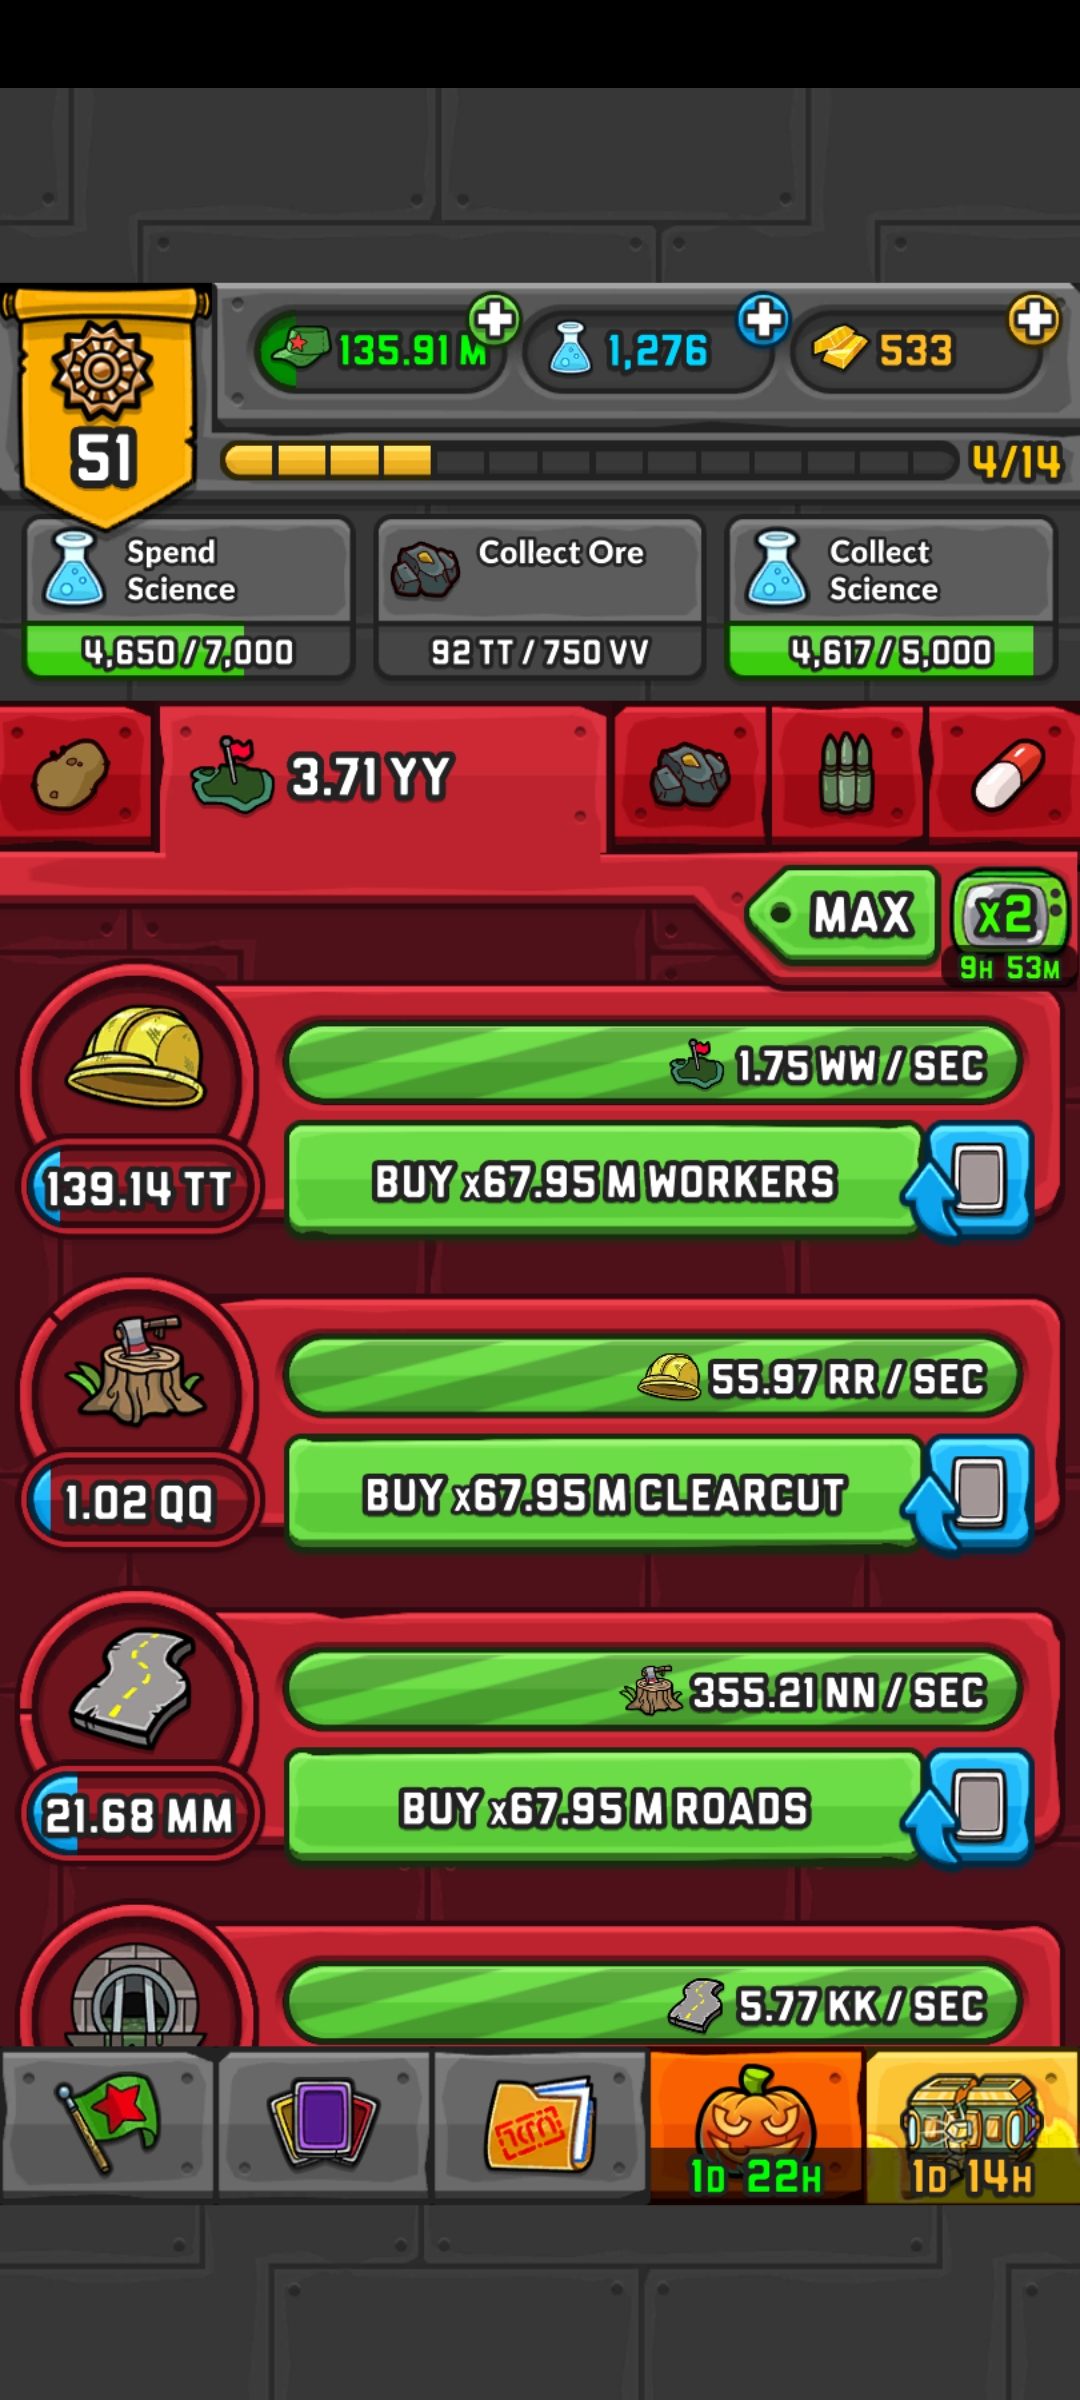 135.91 M
1,276
533
51
4/14
Spend
Science
4,650/7,000
Collect Ore
92 TT/750 VV
Collect
Science
4,617/5,000
3.71 YY
MAX
x2
9H 53M
1.75 WW/SEC
139.14 TT
BUY x67.95 M WORKERS
55.97 RR/SEC
1.02 QQ
BUY x67.95 M CLEARCUT
355.21 NN/SEC
21.68 MM
BUY x67.95 M ROADS
5.77 KK/SEC
1D 22H
1D 14H